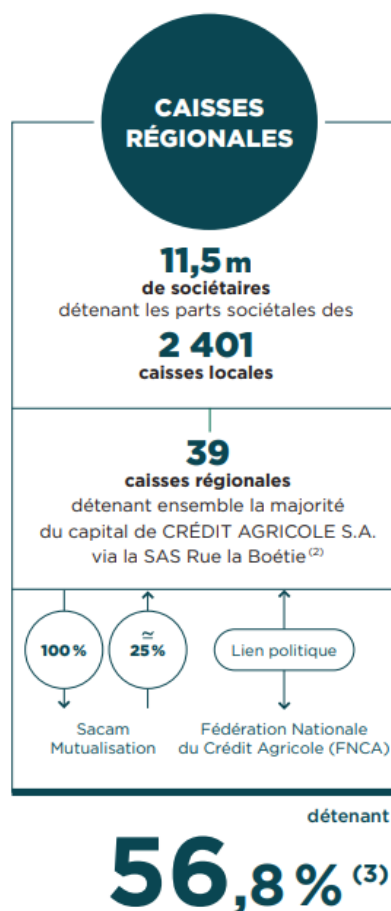 CAISSES
RÉGIONALES
11,5 m
de sociétaires
détenant les parts sociétales des
2 401
caisses locales
39
caisses régionales
détenant ensemble la majorité
du capital de CRÉDIT AGRICOLE S.A.
via la SAS Rue la Boétie (2)
100 %
≃
25 %
Lien politique
Sacam
Mutualisation
Fédération Nationale
du Crédit Agricole (FNCA)
détenant
56,8 % (3)